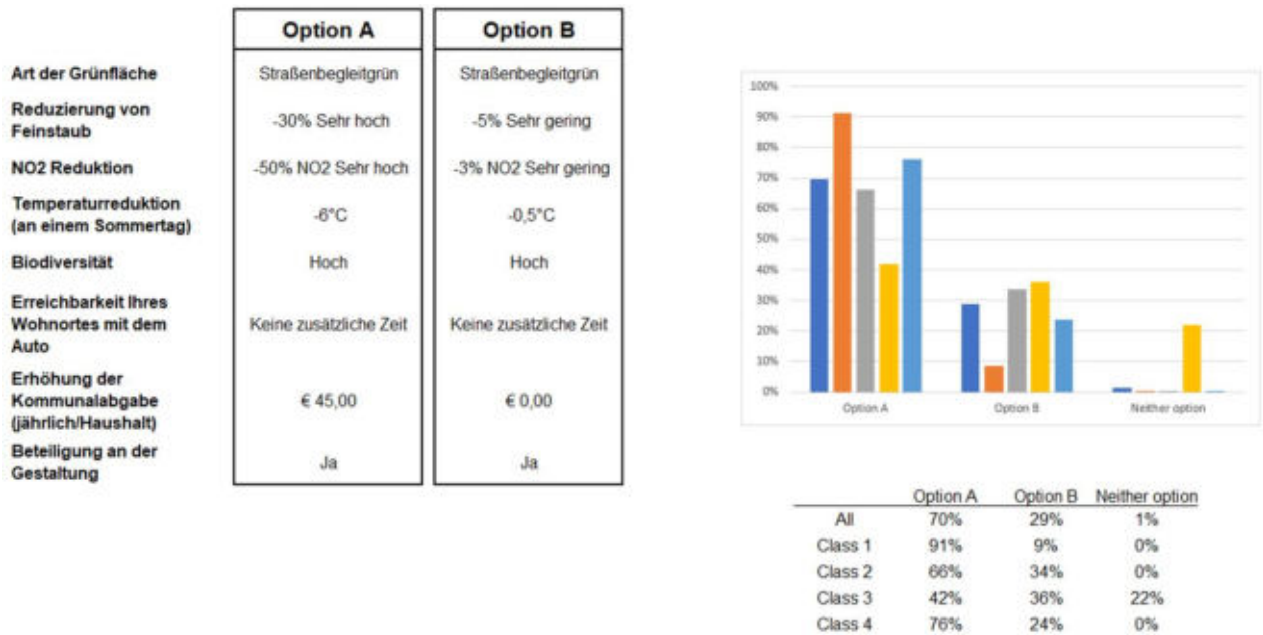 Option A Option B
Art der Grünfläche Straßenbegleitgrün Straßenbegleitgrün
Reduzierung von
Feinstaub -30% Sehr hoch -5% Sehr gering
NO2 Reduktion -50% NO2 Sehr hoch -3% NO2 Sehr gering
Temperaturreduktion
(an einem Sommertag) -6°C -0,5°C
Biodiversität Hoch Hoch
Erreichbarkeit Ihres
Wohnortes mit dem Keine zusätzliche Zeit Keine zusätzliche Zeit
Auto
Erhöhung der
Kommunalabgabe € 45,00 € 0,00
(jährlich/Haushalt)
Beteiligung an der
Gestaltung Ja Ja
100%
90%
80%
70%
60%
50%
40%
30%
20%
10%
0%
Option A Option B Neither option
Option A Option B Neither option
All 70% 29% 1%
Class 1 91% 9% 0%
Class 2 66% 34% 0%
Class 3 42% 36% 22%
Class 4 76% 24% 0%